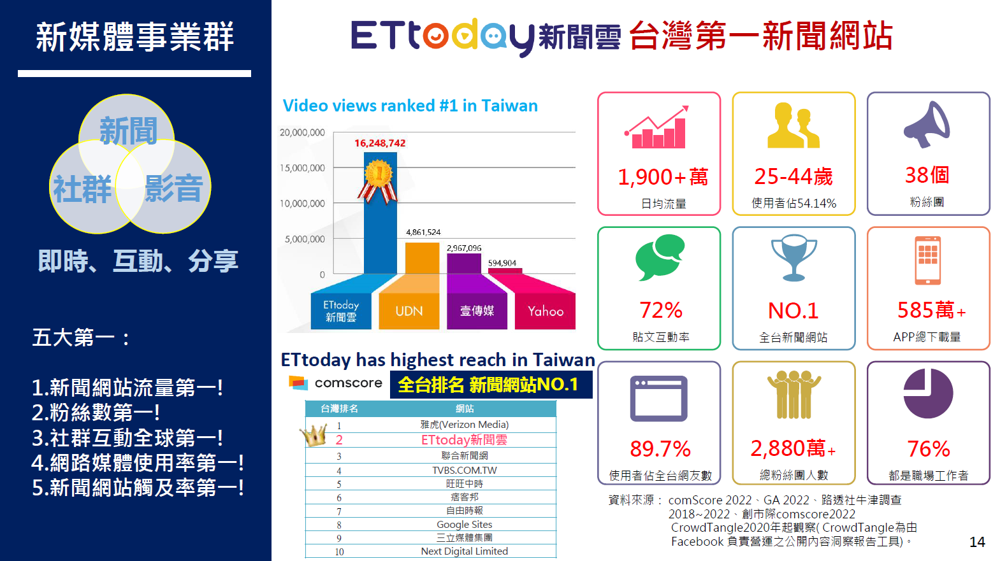 新媒體事業群
新聞
社群
影音
即時、互動、分享
五大第一：
1.新聞網站流量第一!
2.粉絲數第一!
3.社群互動全球第一!
4.網路媒體使用率第一!
5.新聞網站觸及率第一!
ETtoday新聞雲 台灣第一新聞網站
Video views ranked #1 in Taiwan
20,000,000
15,000,000
10,000,000
5,000,000
0
16,248,742
1
4,861,524
2,967,096
594,904
ETtoday
新聞雲
UDN
壹傳媒
Yahoo
ETtoday has highest reach in Taiwan
comscore 全台排名 新聞網站NO.1
台灣排名 網站
1 雅虎(Verizon Media)
2 ETtoday新聞雲
3 聯合新聞網
4 TVBS.COM.TW
5 旺旺中時
6 痞客邦
7 自由時報
8 Google Sites
9 三立媒體集團
10 Next Digital Limited
1,900+萬
日均流量
25-44歲
使用者佔54.14%
38個
粉絲團
72%
貼文互動率
NO.1
全台新聞網站
585萬+
APP總下載量
89.7%
使用者佔全台網友數
2,880萬+
總粉絲團人數
76%
都是職場工作者
資料來源： comScore 2022、GA 2022、路透社牛津調查
2018~2022、創市際comscore2022
CrowdTangle2020年起觀察( CrowdTangle為由
Facebook 負責營運之公開內容洞察報告工具)。
14